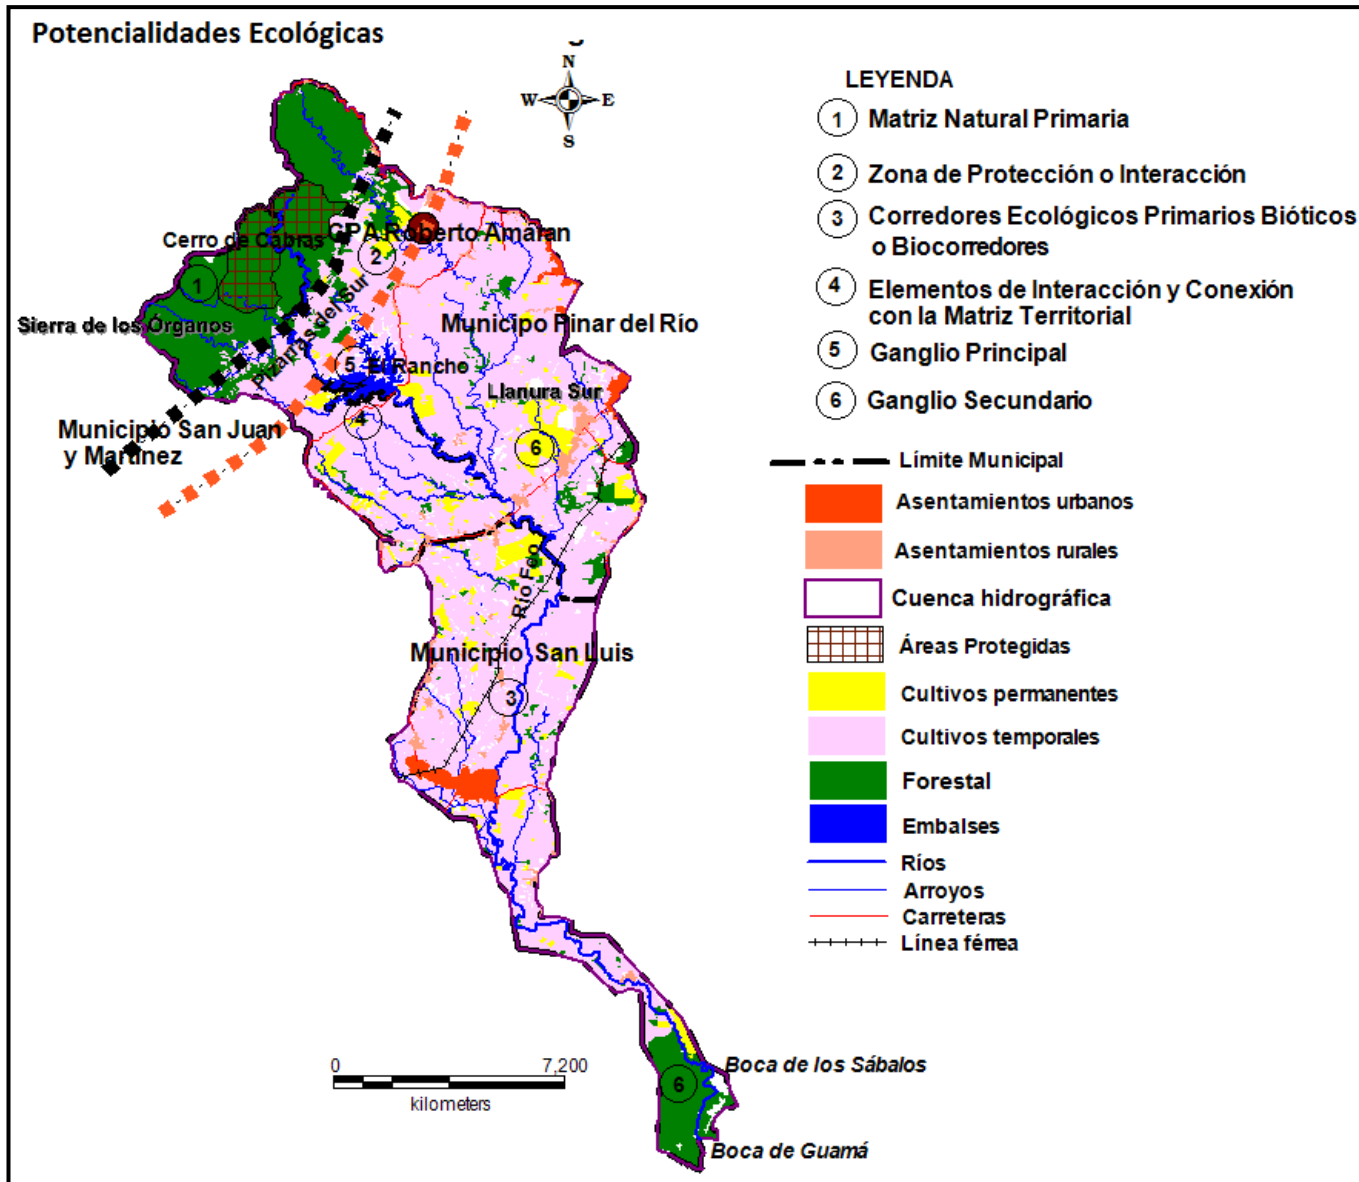 Potencialidades Ecológicas
N
W E
S
CPA Roberto Amaran
Cerro de Cabras
2
1
Pizarras del Sur
Sierra de los Órganos
Municipo Pinar del Río
5
El Rancho
Llanura Sur
4
6
Municipio San Juan
y Martínez
Río Feo
Municipio San Luis
3
0 7,200
kilometers
Boca de los Sábalos
6
Boca de Guamá
LEYENDA
1 Matriz Natural Primaria
2 Zona de Protección o Interacción
3 Corredores Ecológicos Primarios Bióticos
o Biocorredores
4 Elementos de Interacción y Conexión
con la Matriz Territorial
5 Ganglio Principal
6 Ganglio Secundario
Límite Municipal
Asentamientos urbanos
Asentamientos rurales
Cuenca hidrográfica
Áreas Protegidas
Cultivos permanentes
Cultivos temporales
Forestal
Embalses
Ríos
Arroyos
Carreteras
Línea férrea